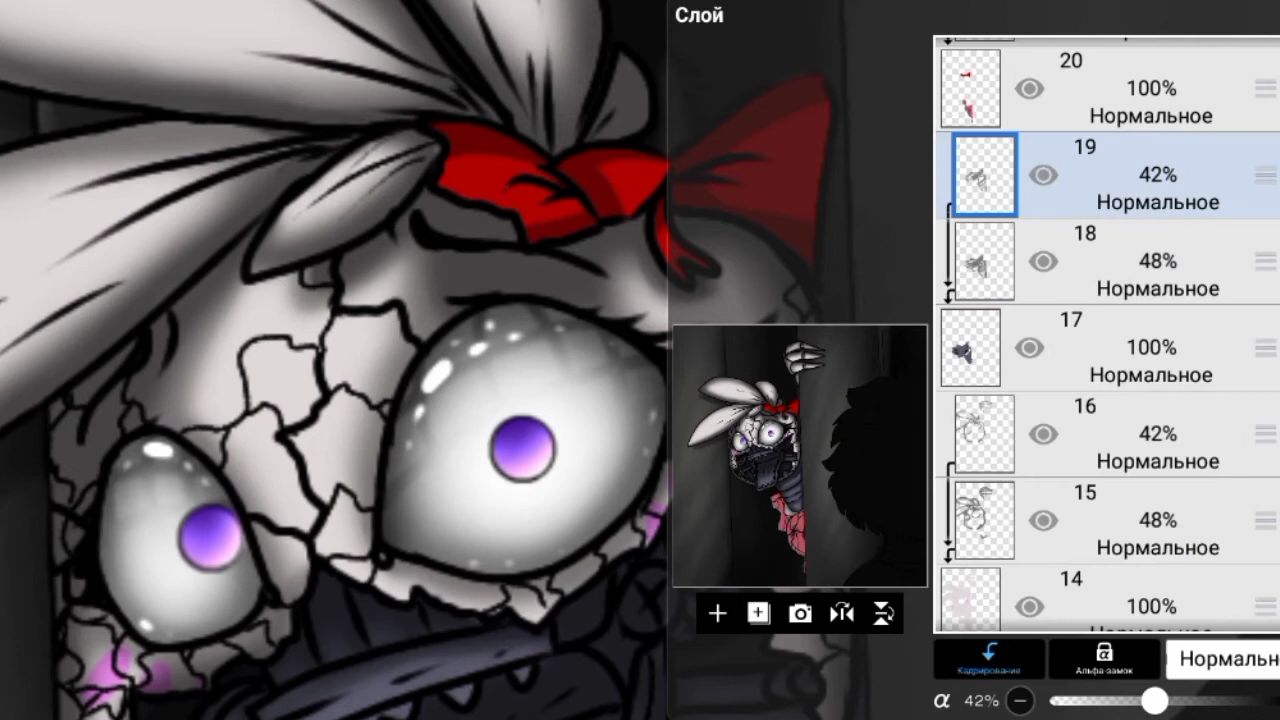 Слой
20
100%
Нормальное
19
42%
Нормальное
18
48%
Нормальное
17
100%
Нормальное
16
42%
Нормальное
15
48%
Нормальное
14
100%
Кадрирование
Альфа-замок
Нормальн
α 42%